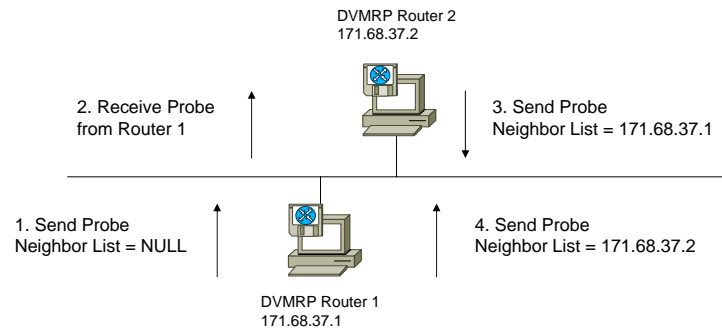 DVMRP Router 2
171.68.37.2
2. Receive Probe
from Router 1
3. Send Probe
Neighbor List = 171.68.37.1
1. Send Probe
Neighbor List = NULL
4. Send Probe
Neighbor List = 171.68.37.2
DVMRP Router 1
171.68.37.1